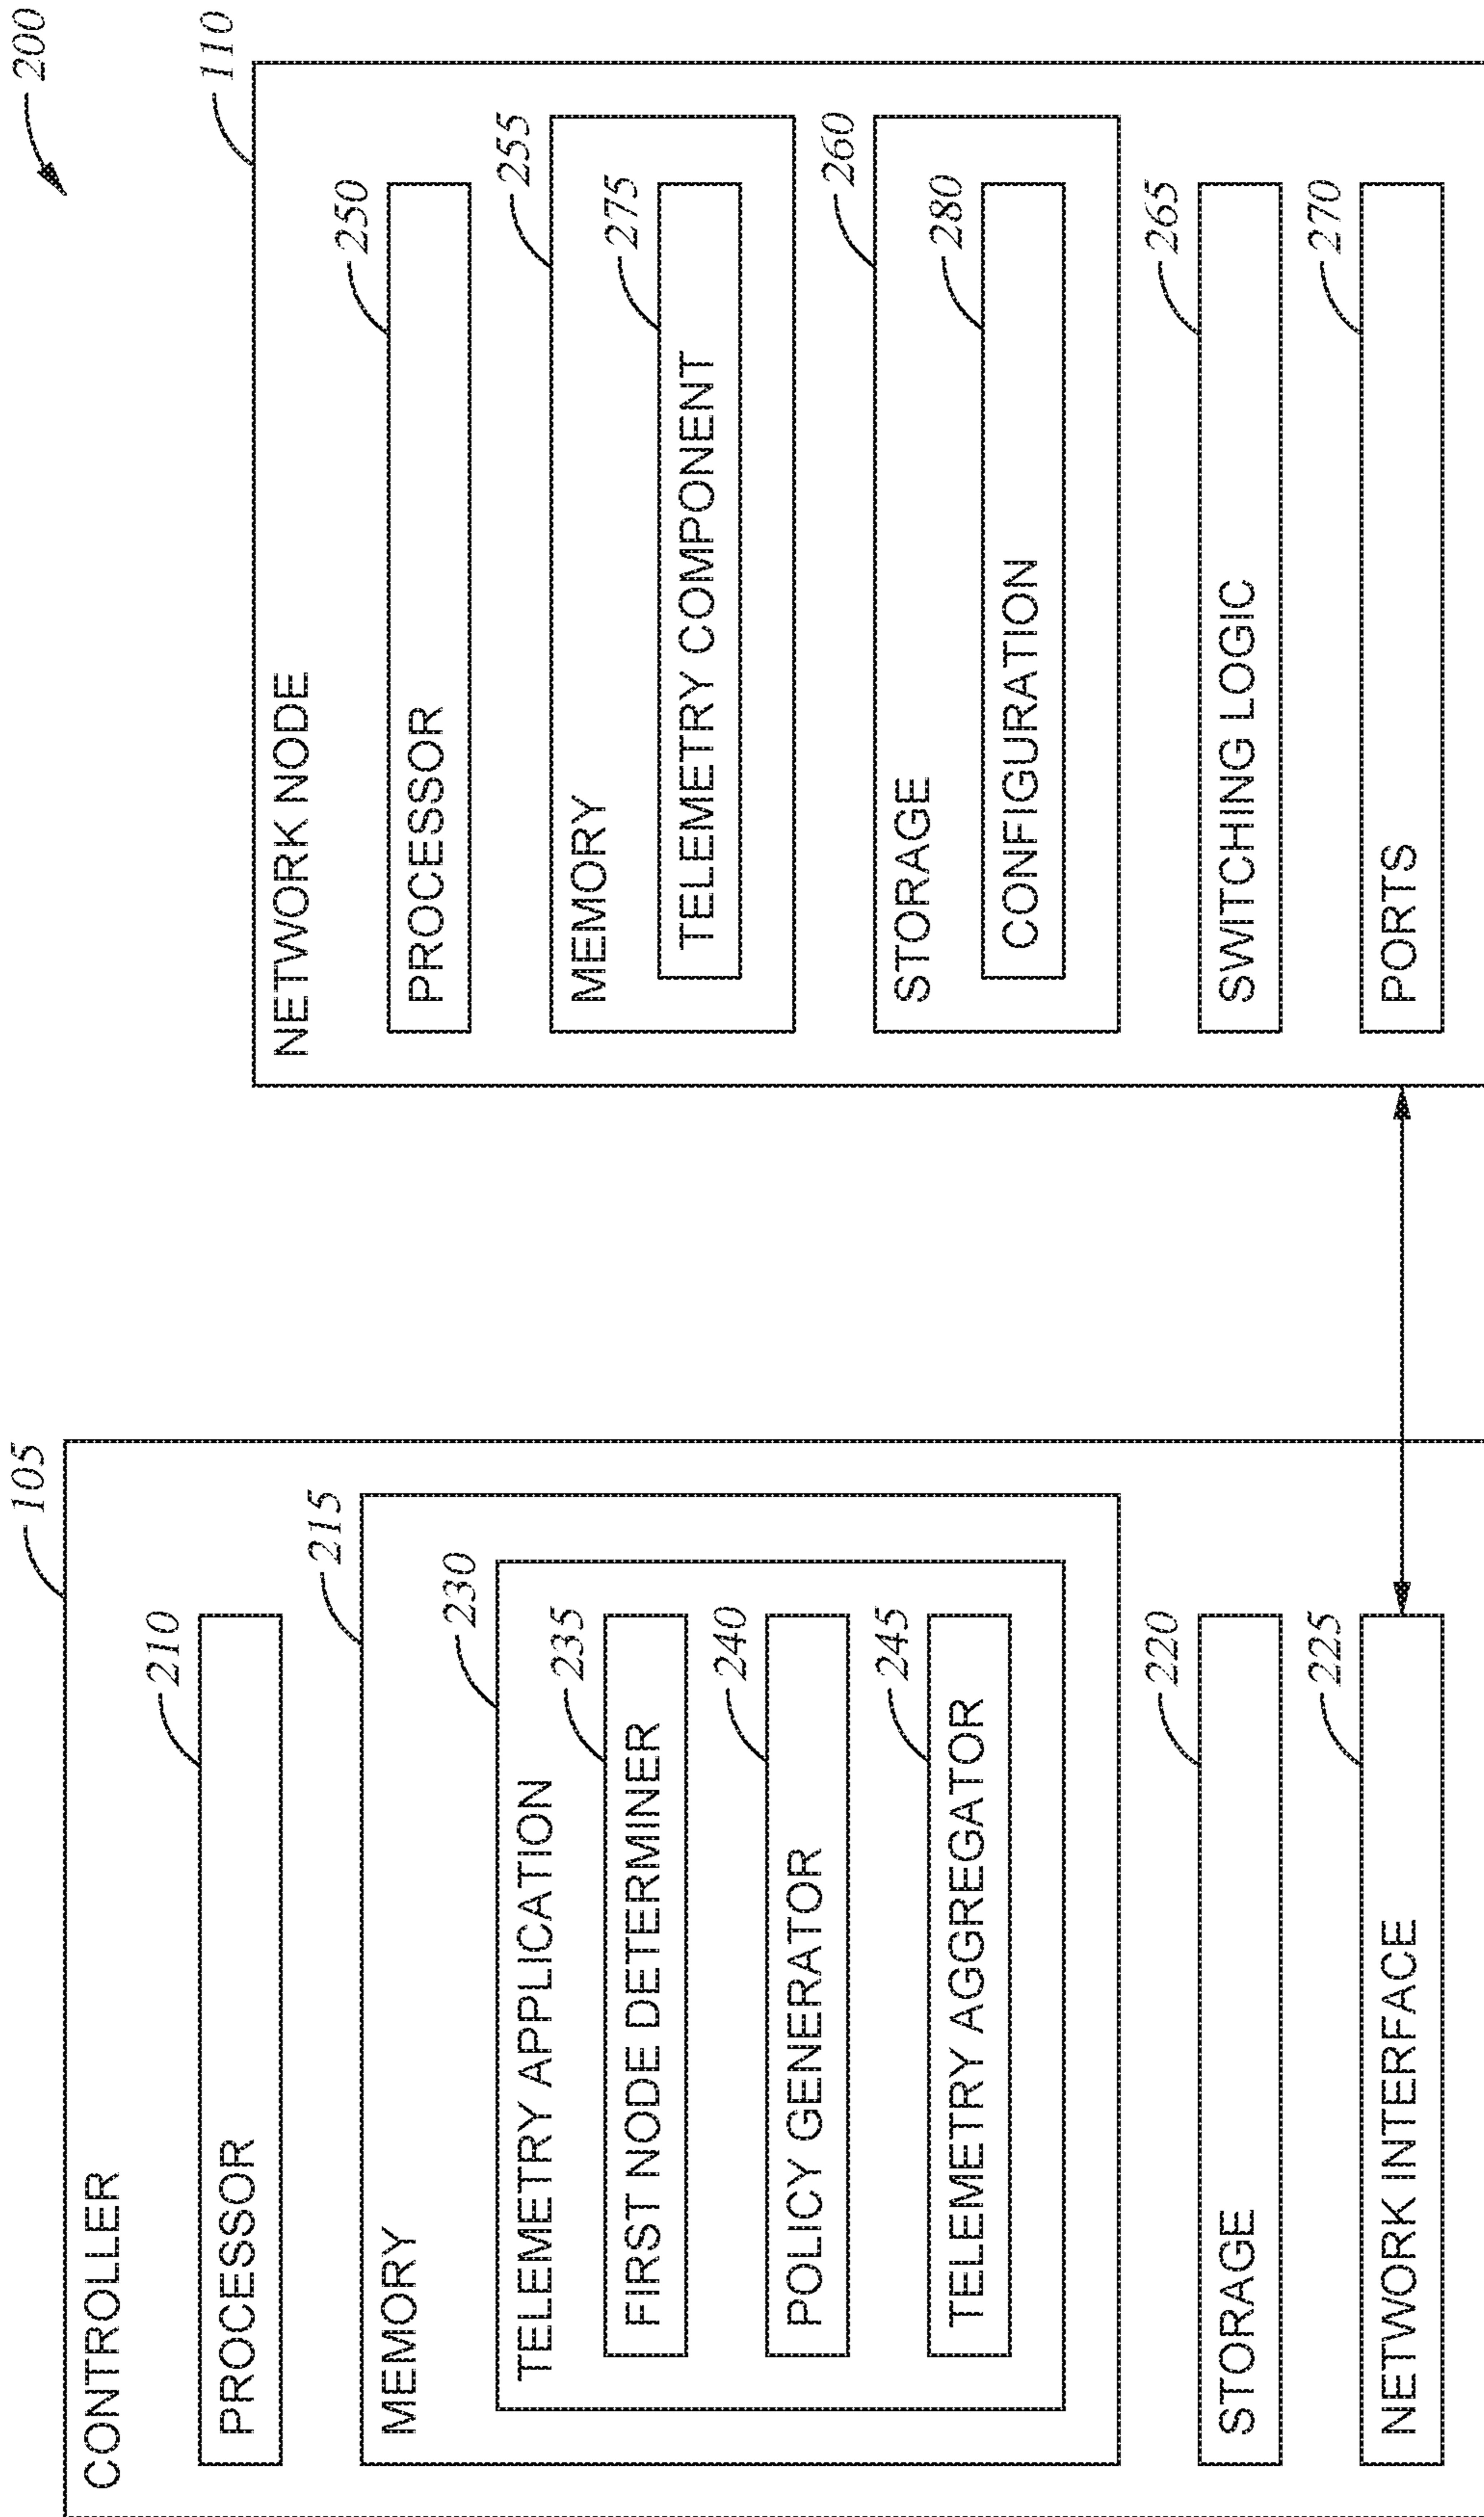 200
105
CONTROLLER
210
PROCESSOR
215
MEMORY
230
TELEMETRY APPLICATION
235
FIRST NODE DETERMINER
240
POLICY GENERATOR
245
TELEMETRY AGGREGATOR
220
STORAGE
225
NETWORK INTERFACE
110
NETWORK NODE
250
PROCESSOR
255
MEMORY
275
TELEMETRY COMPONENT
260
STORAGE
280
CONFIGURATION
265
SWITCHING LOGIC
270
PORTS